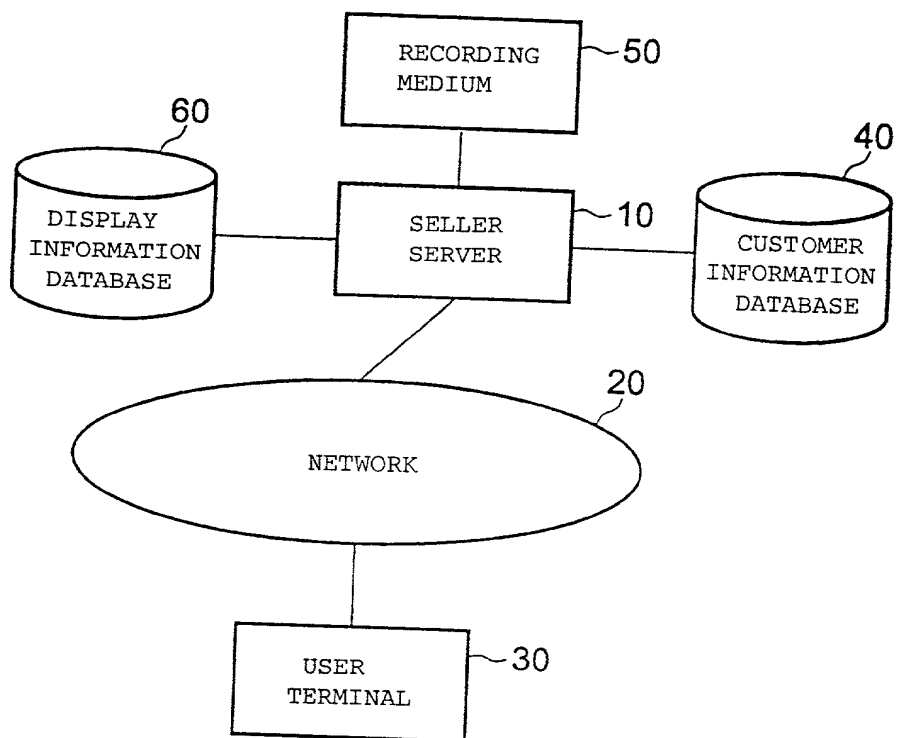 RECORDING
MEDIUM
50
60
40
DISPLAY
INFORMATION
DATABASE
SELLER
SERVER
10
CUSTOMER
INFORMATION
DATABASE
20
NETWORK
USER
TERMINAL
30